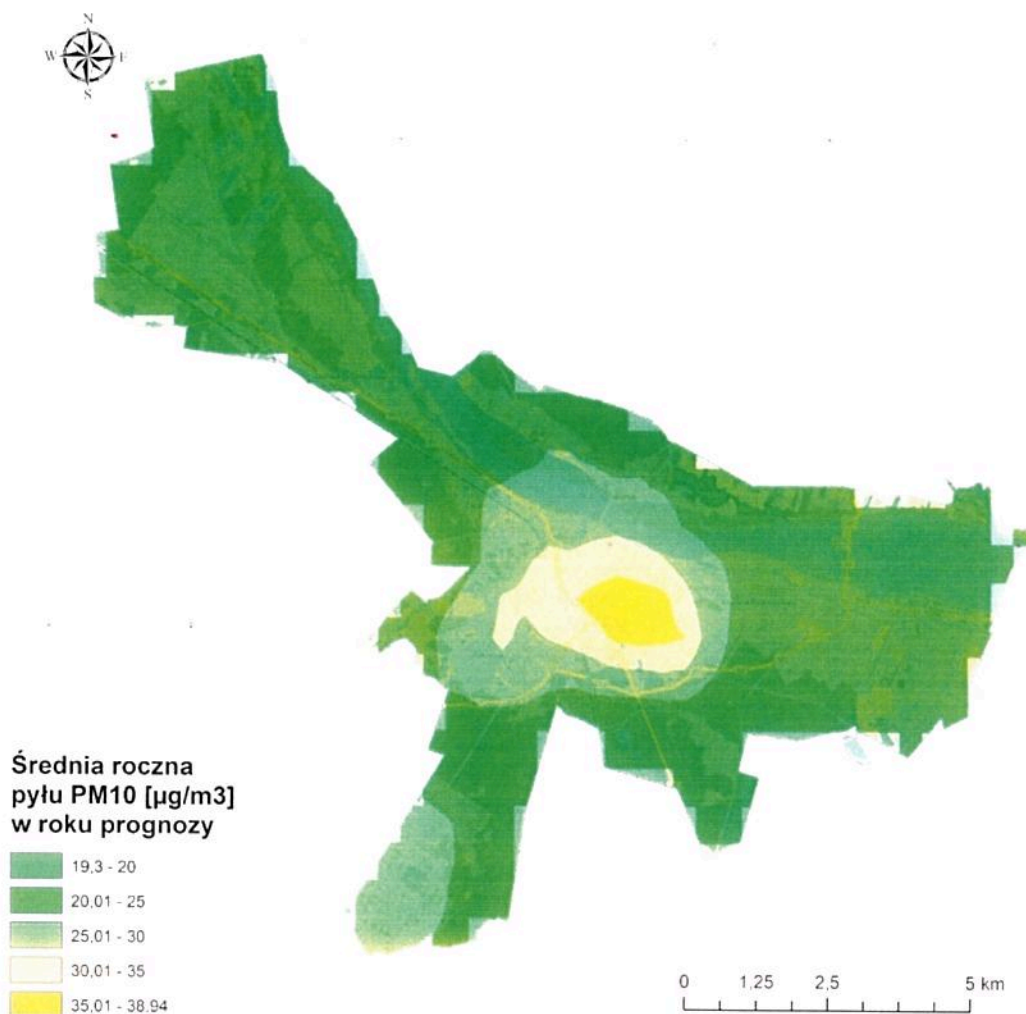 N
W E
S
Średnia roczna
pyłu PM10 [µg/m3]
w roku prognozy
19.3 - 20
20,01 - 25
25,01 - 30
30,01 - 35
35,01 - 38.94
0 1,25 2,5 5 km